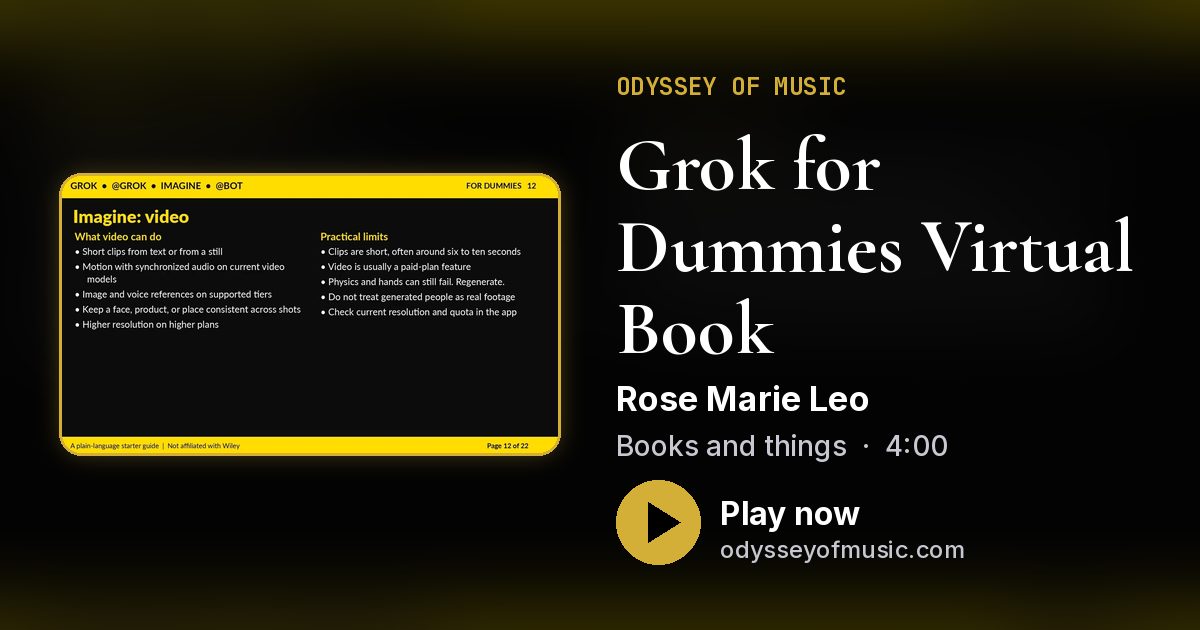 GROK • @GROK • IMAGINE • @BOT
FOR DUMMIES 12
Imagine: video
What video can do
• Short clips from text or from a still
• Motion with synchronized audio on current video
models
• Image and voice references on supported tiers
• Keep a face, product, or place consistent across shots
• Higher resolution on higher plans
Practical limits
• Clips are short, often around six to ten seconds
• Video is usually a paid-plan feature
• Physics and hands can still fail. Regenerate.
• Do not treat generated people as real footage
• Check current resolution and quota in the app
A plain-language starter guide | Not affiliated with Wiley
Page 12 of 22
ODYSSEY OF MUSIC
Grok for
Dummies Virtual
Book
Rose Marie Leo
Books and things · 4:00
Play now
odysseyofmusic.com